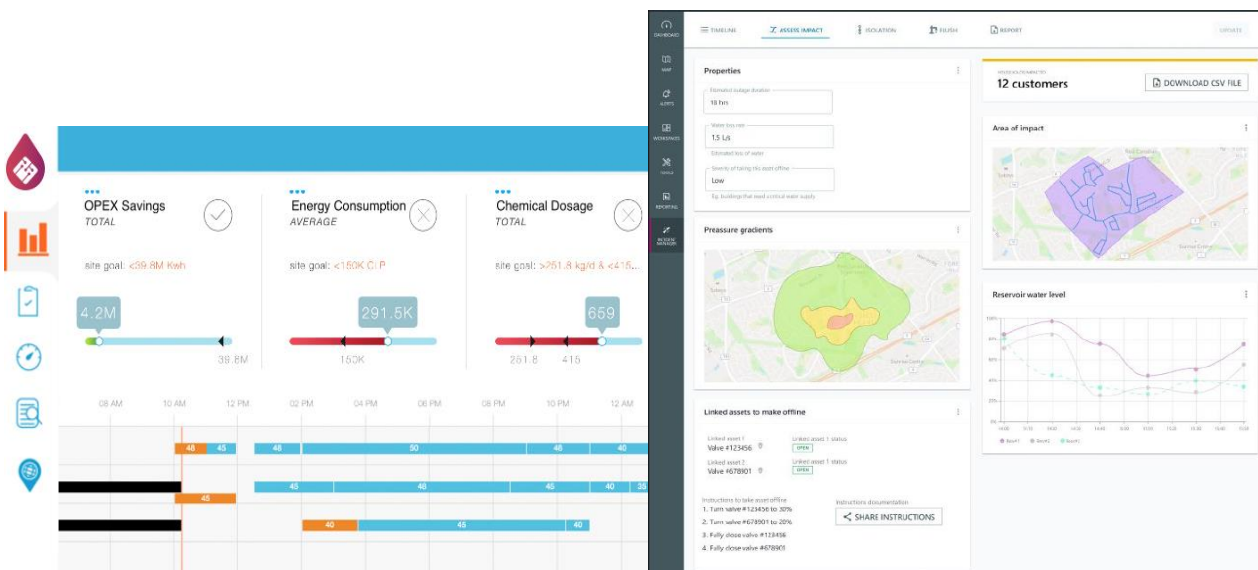 OPEX Savings
TOTAL
site goal: <39.8M Kwh
4.2M
39.8M
Energy Consumption
AVERAGE
site goal: <150K CLP
291.5K
150K
Chemical Dosage
TOTAL
site goal: >251.8 kg/d & <415...
659
251.8 415
08 AM 10 AM 12 PM 02 PM 04 PM 06 PM 08 PM 10 PM 12 AM
48 45 48 50 46 40
45 46 45 40 35
45
40 45 40
DASHBOARD
MAP
ALERTS
WORKSPACES
TOOLS
REPORTING
INCIDENT MANAGER
TIMELINE ASSESS IMPACT ISOLATION FLUSH REPORT
Properties
Estimated outage duration
18 hrs
Water loss rate
1.5 L/s
Estimated loss of water
Severity of taking this asset offline
Low
E.g. buildings that need critical water supply
Preassure gradients
Linked assets to make offline
Linked asset 1 Linked asset 1 status
Valve #123456 OPEN
Linked asset 2 Linked asset 1 status
Valve #678901 OPEN
Instructions to take asset offline
1. Turn valve #123456 to 30%
2. Turn valve #678901 to 20%
3. Fully close valve #123456
4. Fully close valve #678901
Instructions documentation
SHARE INSTRUCTIONS
12 customers
DOWNLOAD CSV FILE
Area of impact
Reservoir water level
100%
80%
60%
40%
20%